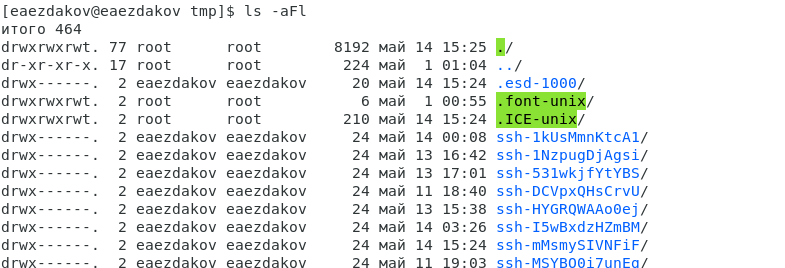 [eaezdakov@eaezdakov tmp]$ ls -aFl
итого 464
drwxrwxrwt. 77 root      root        8192 май 14 15:25 ./
dr-xr-xr-x. 17 root      root         224 май  1 01:04 ../
drwx------.  2 eaezdakov eaezdakov     20 май 14 15:24 .esd-1000/
drwxrwxrwt.  2 root      root           6 май  1 00:55 .font-unix/
drwxrwxrwt.  2 root      root         210 май 14 15:24 .ICE-unix/
drwx------.  2 eaezdakov eaezdakov     24 май 14 00:08 ssh-1kUsMmnKtcA1/
drwx------.  2 eaezdakov eaezdakov     24 май 13 16:42 ssh-1NzpugDjAgsi/
drwx------.  2 eaezdakov eaezdakov     24 май 13 17:01 ssh-531wkjfYtYBS/
drwx------.  2 eaezdakov eaezdakov     24 май 11 18:40 ssh-DCVpxQHsCrvU/
drwx------.  2 eaezdakov eaezdakov     24 май 13 15:38 ssh-HYGRQWAAo0ej/
drwx------.  2 eaezdakov eaezdakov     24 май 14 03:26 ssh-I5wBxdzHZmBM/
drwx------.  2 eaezdakov eaezdakov     24 май 14 15:24 ssh-mMsmySIVNFiF/
drwx------.  2 eaezdakov eaezdakov     24 май 11 19:03 ssh-MSYBO0i7unEq/